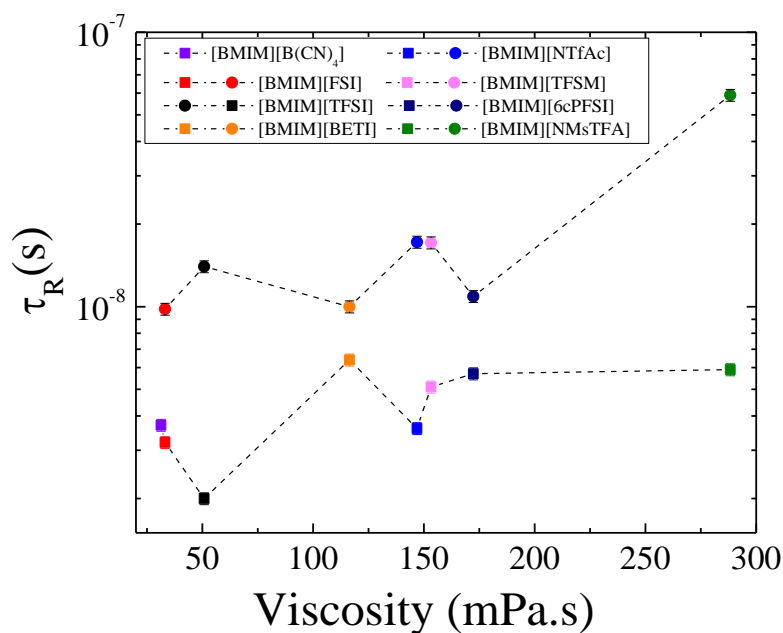 10⁻⁷
[BMIM][B(CN)₄] [BMIM][NTfAc]
[BMIM][FSI] [BMIM][TFSM]
[BMIM][TFSI] [BMIM][6cPFSI]
[BMIM][BETI] [BMIM][NMsTFA]
τ_R(s)
10⁻⁸
50 100 150 200 250 300
Viscosity (mPa.s)